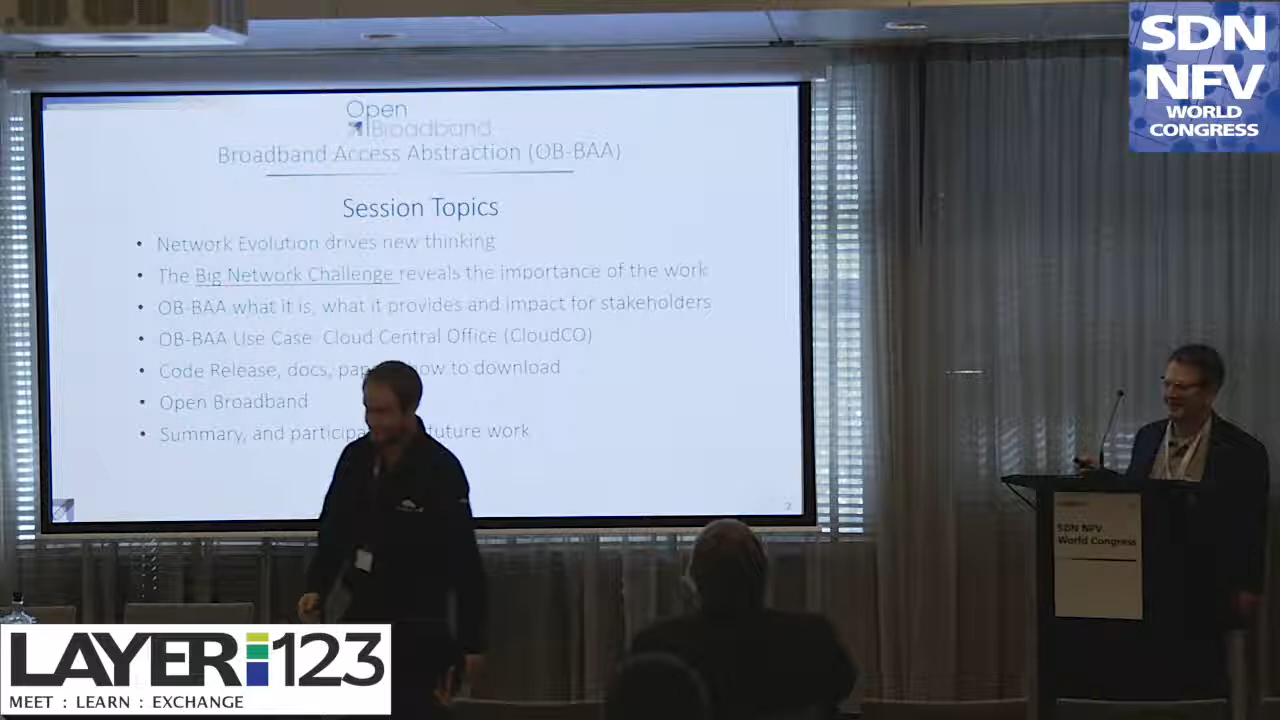 SDN
NFV
WORLD
CONGRESS
Open
Broadband
Broadband Access Abstraction (OB-BAA)
Session Topics
• Network Evolution drives new thinking
• The Big Network Challenge reveals the importance of the work
• OB-BAA what it is, what it provides and impact for stakeholders
• OB-BAA Use Case Cloud Central Office (CloudCO)
• Code Release, docs, how to download
• Open Broadband
• Summary, and future work
2
SDN NFV
World Congress
LAYER 123
MEET : LEARN : EXCHANGE